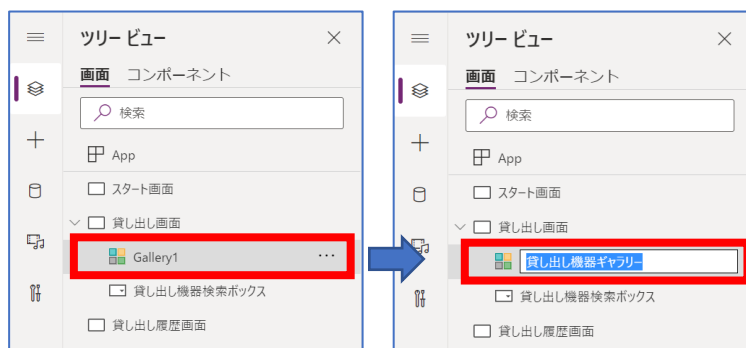 ツリー ビュー
画面 コンポーネント
検索
App
スタート画面
貸し出し画面
Gallery1
貸し出し機器検索ボックス
貸し出し履歴画面
ツリー ビュー
画面 コンポーネント
検索
App
スタート画面
貸し出し画面
貸し出し機器ギャラリー
貸し出し機器検索ボックス
貸し出し履歴画面